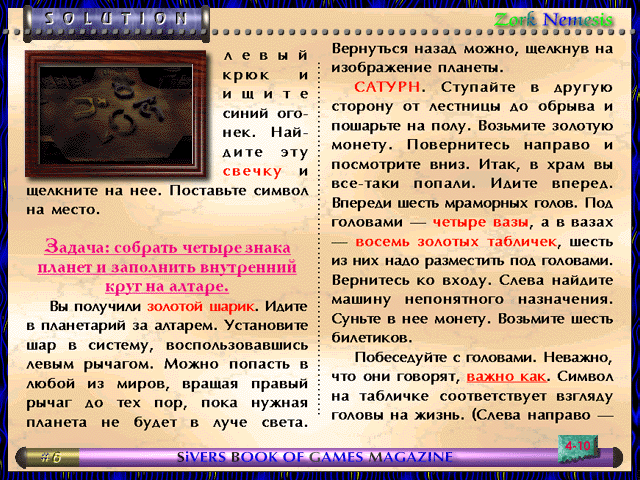 SOLUTION
Zork Nemesis
левый
крюк и
ищите
синий ого-
нек. Най-
дите эту
свечку и
щелкните на нее. Поставьте символ
на место.
Задача: собрать четыре знака
планет и заполнить внутренний
круг на алтаре.
Вы получили золотой шарик. Идите
в планетарий за алтарем. Установите
шар в систему, воспользовавшись
левым рычагом. Можно попасть в
любой из миров, вращая правый
рычаг до тех пор, пока нужная
планета не будет в луче света.
Вернуться назад можно, щелкнув на
изображение планеты.
САТУРН. Ступайте в другую
сторону от лестницы до обрыва и
пошарьте на полу. Возьмите золотую
монету. Повернитесь направо и
посмотрите вниз. Итак, в храм вы
все-таки попали. Идите вперед.
Впереди шесть мраморных голов. Под
головами — четыре вазы, а в вазах
— восемь золотых табличек, шесть
из них надо разместить под головами.
Вернитесь ко входу. Слева найдите
машину непонятного назначения.
Суньте в нее монету. Возьмите шесть
билетиков.
Побеседуйте с головами. Неважно,
что они говорят, важно как. Символ
на табличке соответствует взгляду
головы на жизнь. (Слева направо —
#6
SiVERS BOOK OF GAMES MAGAZINE
4-10